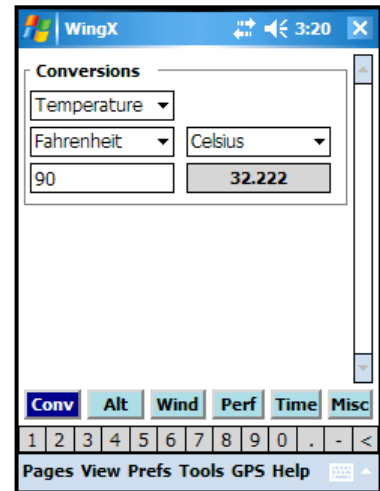 WingX 3:20
Conversions
Temperature
Fahrenheit Celsius
90 32.222
Conv Alt Wind Perf Time Misc
1 2 3 4 5 6 7 8 9 0 . - <
Pages View Prefs Tools GPS Help